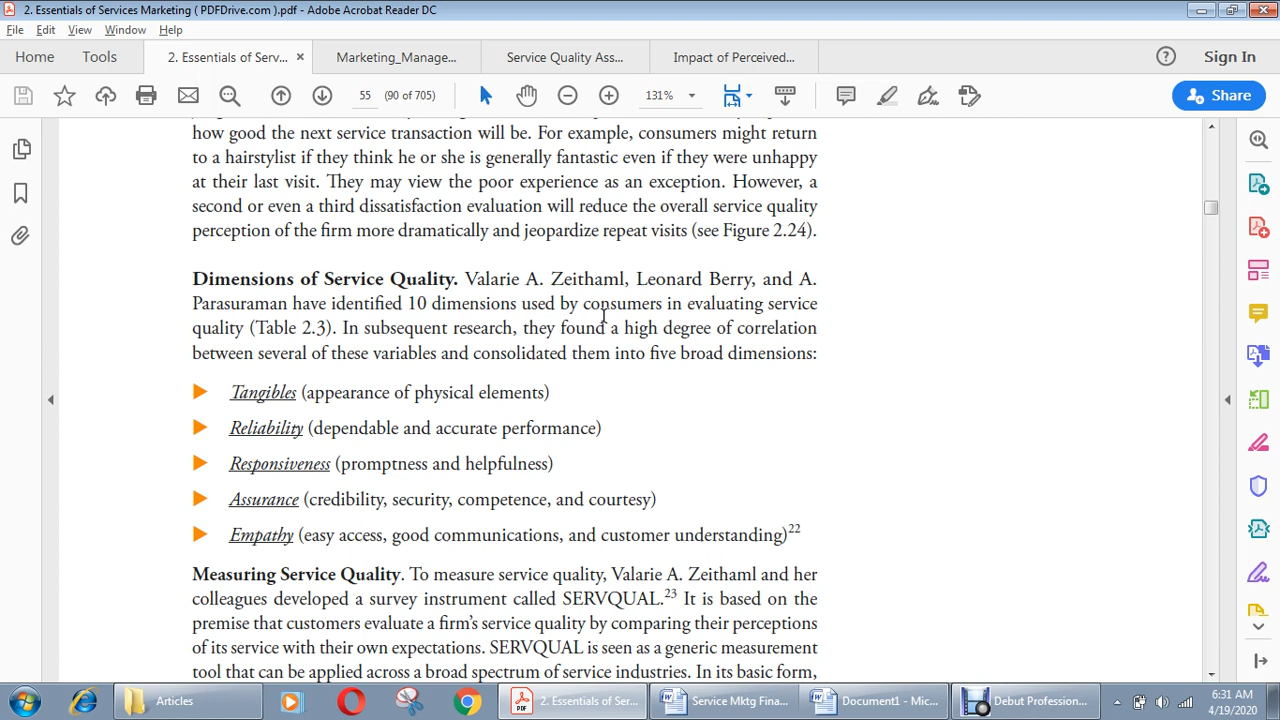 2. Essentials of Services Marketing ( PDFDrive.com ).pdf - Adobe Acrobat Reader DC
File Edit View Window Help
Home Tools 2. Essentials of Serv... × Marketing_Manage... Service Quality Ass... Impact of Perceived... Sign In
55 (90 of 705) 131% Share
how good the next service transaction will be. For example, consumers might return
to a hairstylist if they think he or she is generally fantastic even if they were unhappy
at their last visit. They may view the poor experience as an exception. However, a
second or even a third dissatisfaction evaluation will reduce the overall service quality
perception of the firm more dramatically and jeopardize repeat visits (see Figure 2.24).
Dimensions of Service Quality. Valarie A. Zeithaml, Leonard Berry, and A.
Parasuraman have identified 10 dimensions used by consumers in evaluating service
quality (Table 2.3). In subsequent research, they found a high degree of correlation
between several of these variables and consolidated them into five broad dimensions:
Tangibles (appearance of physical elements)
Reliability (dependable and accurate performance)
Responsiveness (promptness and helpfulness)
Assurance (credibility, security, competence, and courtesy)
Empathy (easy access, good communications, and customer understanding)22
Measuring Service Quality. To measure service quality, Valarie A. Zeithaml and her
colleagues developed a survey instrument called SERVQUAL.23 It is based on the
premise that customers evaluate a firm's service quality by comparing their perceptions
of its service with their own expectations. SERVQUAL is seen as a generic measurement
tool that can be applied across a broad spectrum of service industries. In its basic form,
Articles 2. Essentials of Ser... Service Mktg Fina... Document1 - Mic... Debut Profession... 6:31 AM
4/19/2020